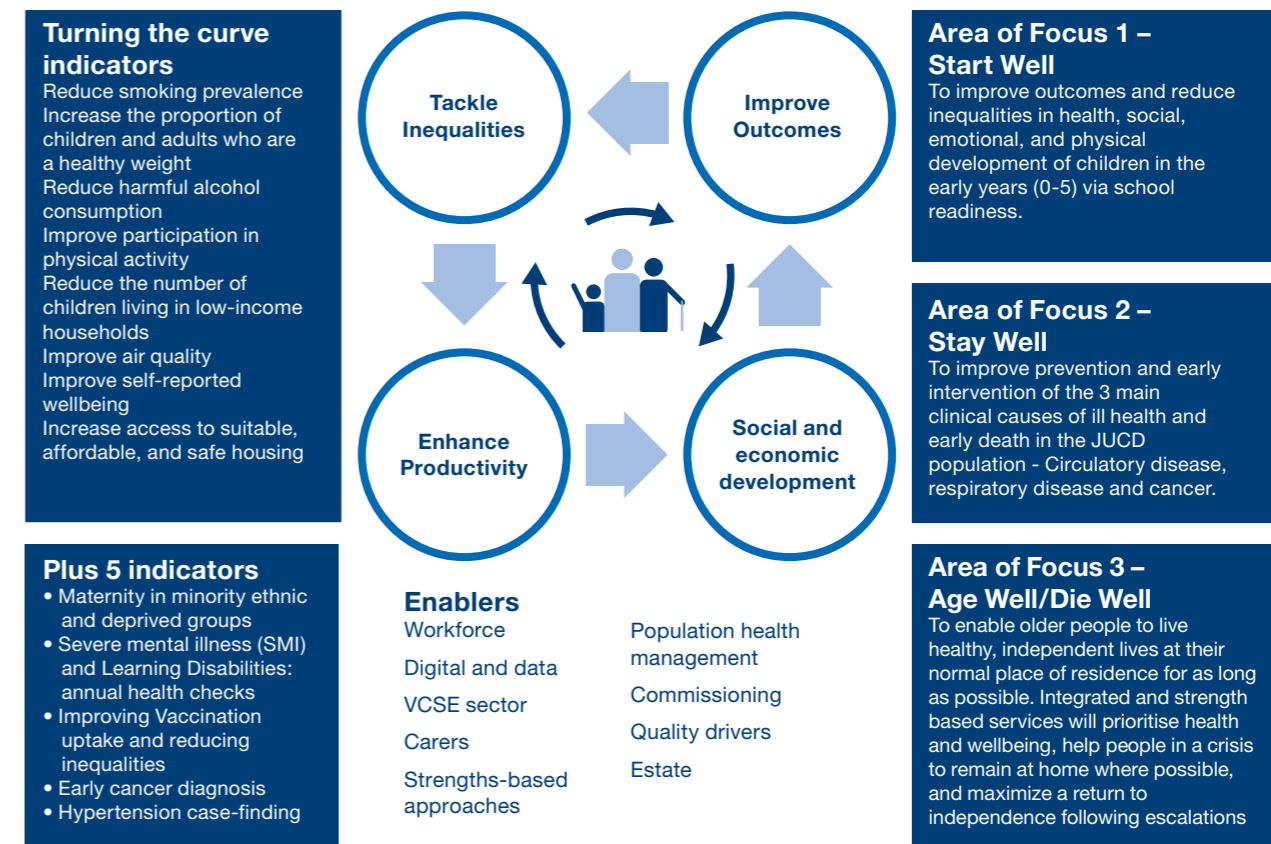 Turning the curve
indicators
Reduce smoking prevalence
Increase the proportion of
children and adults who are
a healthy weight
Reduce harmful alcohol
consumption
Improve participation in
physical activity
Reduce the number of
children living in low-income
households
Improve air quality
Improve self-reported
wellbeing
Increase access to suitable,
affordable, and safe housing
Plus 5 indicators
• Maternity in minority ethnic
and deprived groups
• Severe mental illness (SMI)
and Learning Disabilities:
annual health checks
• Improving Vaccination
uptake and reducing
inequalities
• Early cancer diagnosis
• Hypertension case-finding
Tackle
Inequalities
Improve
Outcomes
Enhance
Productivity
Social and
economic
development
Enablers
Workforce
Digital and data
VCSE sector
Carers
Strengths-based
approaches
Population health
management
Commissioning
Quality drivers
Estate
Area of Focus 1 –
Start Well
To improve outcomes and reduce
inequalities in health, social,
emotional, and physical
development of children in the
early years (0-5) via school
readiness.
Area of Focus 2 –
Stay Well
To improve prevention and early
intervention of the 3 main
clinical causes of ill health and
early death in the JUCD
population - Circulatory disease,
respiratory disease and cancer.
Area of Focus 3 –
Age Well/Die Well
To enable older people to live
healthy, independent lives at their
normal place of residence for as long
as possible. Integrated and strength
based services will prioritise health
and wellbeing, help people in a crisis
to remain at home where possible,
and maximize a return to
independence following escalations